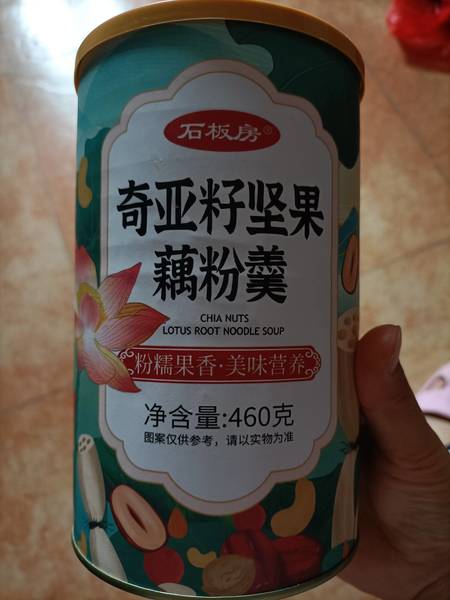 石板房®
奇亚籽坚果
藕粉羹
CHIA NUTS
LOTUS ROOT NOODLE SOUP
粉糯果香·美味营养
净含量:460克
图案仅供参考，请以实物为准